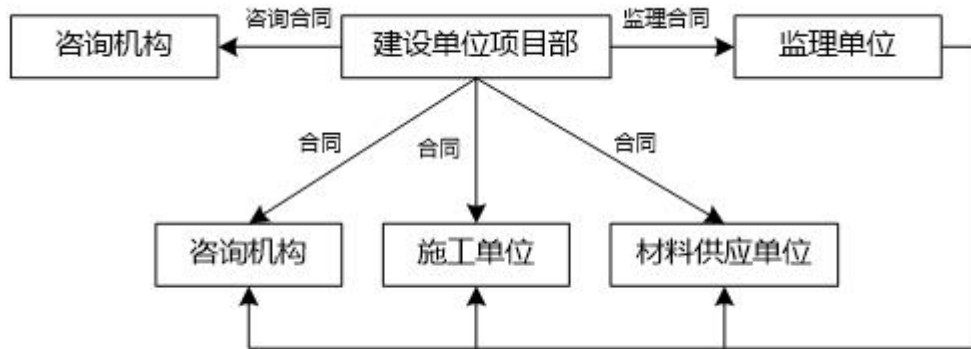 咨询合同
监理合同
咨询机构
建设单位项目部
监理单位
合同
合同
合同
咨询机构
施工单位
材料供应单位